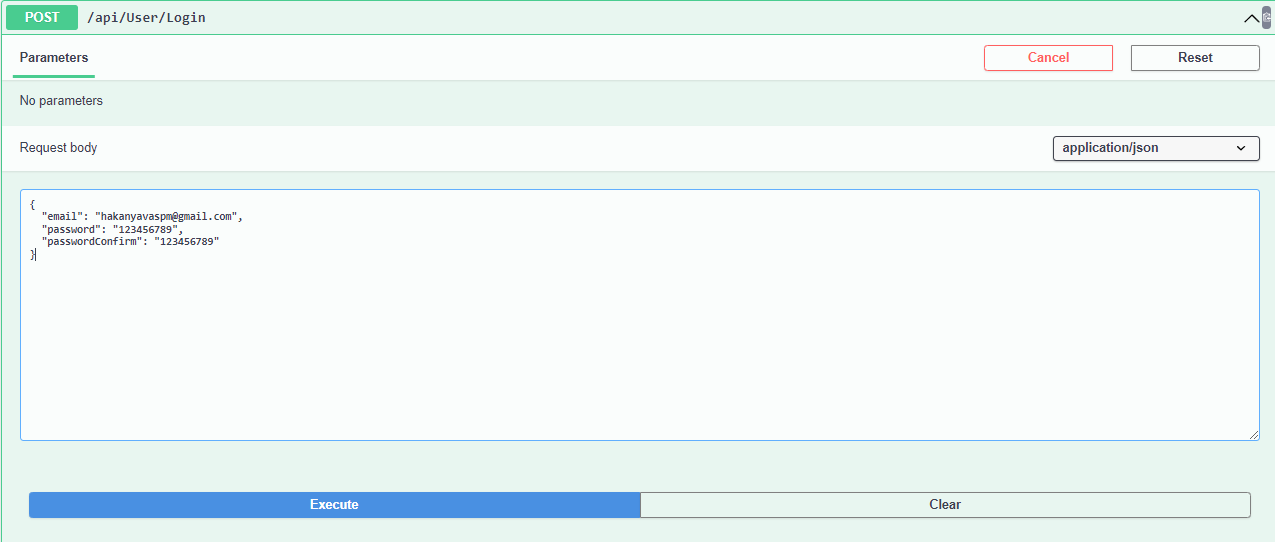 POST /api/User/Login
Parameters
Cancel
Reset
No parameters
Request body
application/json
{
  "email": "hakanyavaspm@gmail.com",
  "password": "123456789",
  "passwordConfirm": "123456789"
}
Execute
Clear